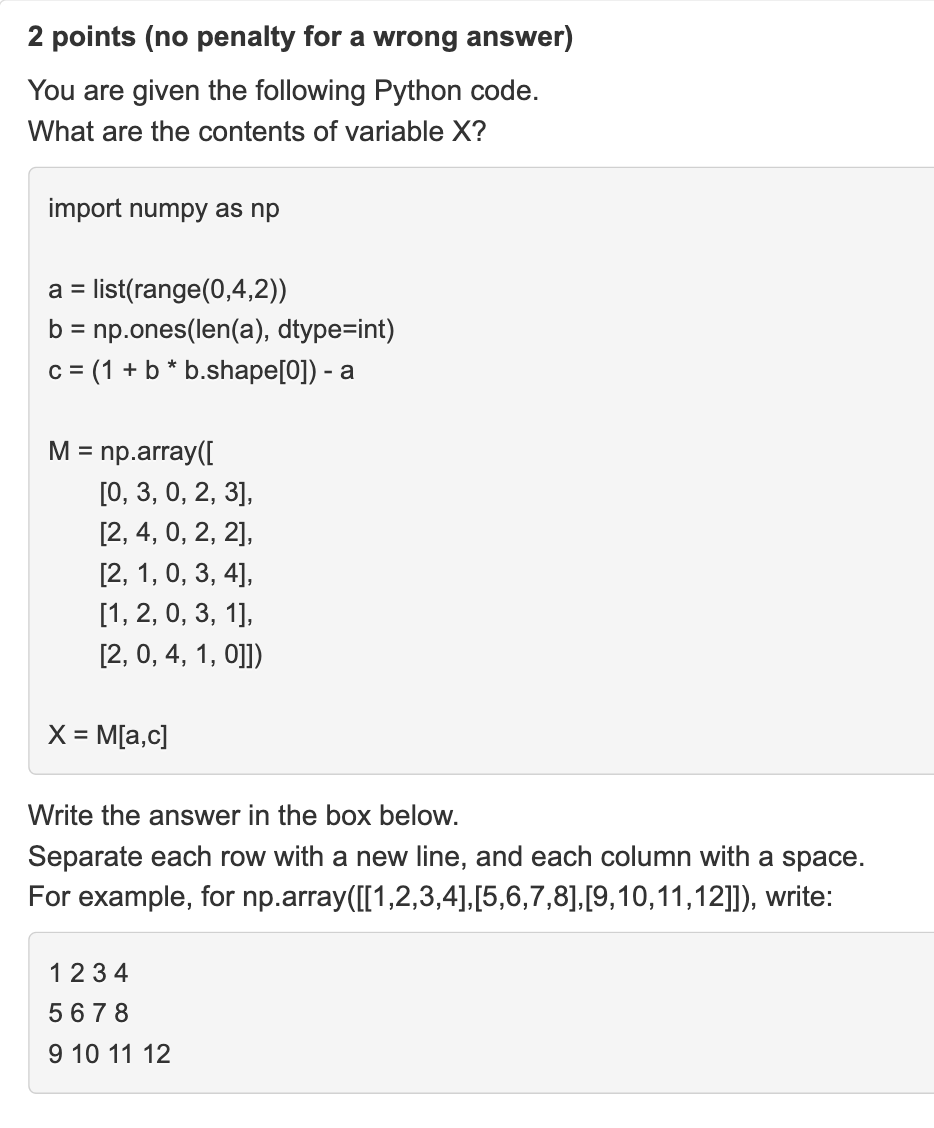 2 points (no penalty for a wrong answer)
You are given the following Python code.
What are the contents of variable X?
import numpy as np
a = list(range(0,4,2))
b = np.ones(len(a), dtype=int)
c = (1 + b * b.shape[0]) - a
M = np.array([
[0, 3, 0, 2, 3],
[2, 4, 0, 2, 2],
[2, 1, 0, 3, 4],
[1, 2, 0, 3, 1],
[2, 0, 4, 1, 0]])
X = M[a,c]
Write the answer in the box below.
Separate each row with a new line, and each column with a space.
For example, for np.array([[1,2,3,4],[5,6,7,8],[9,10,11,12]]), write:
1 2 3 4
5 6 7 8
9 10 11 12